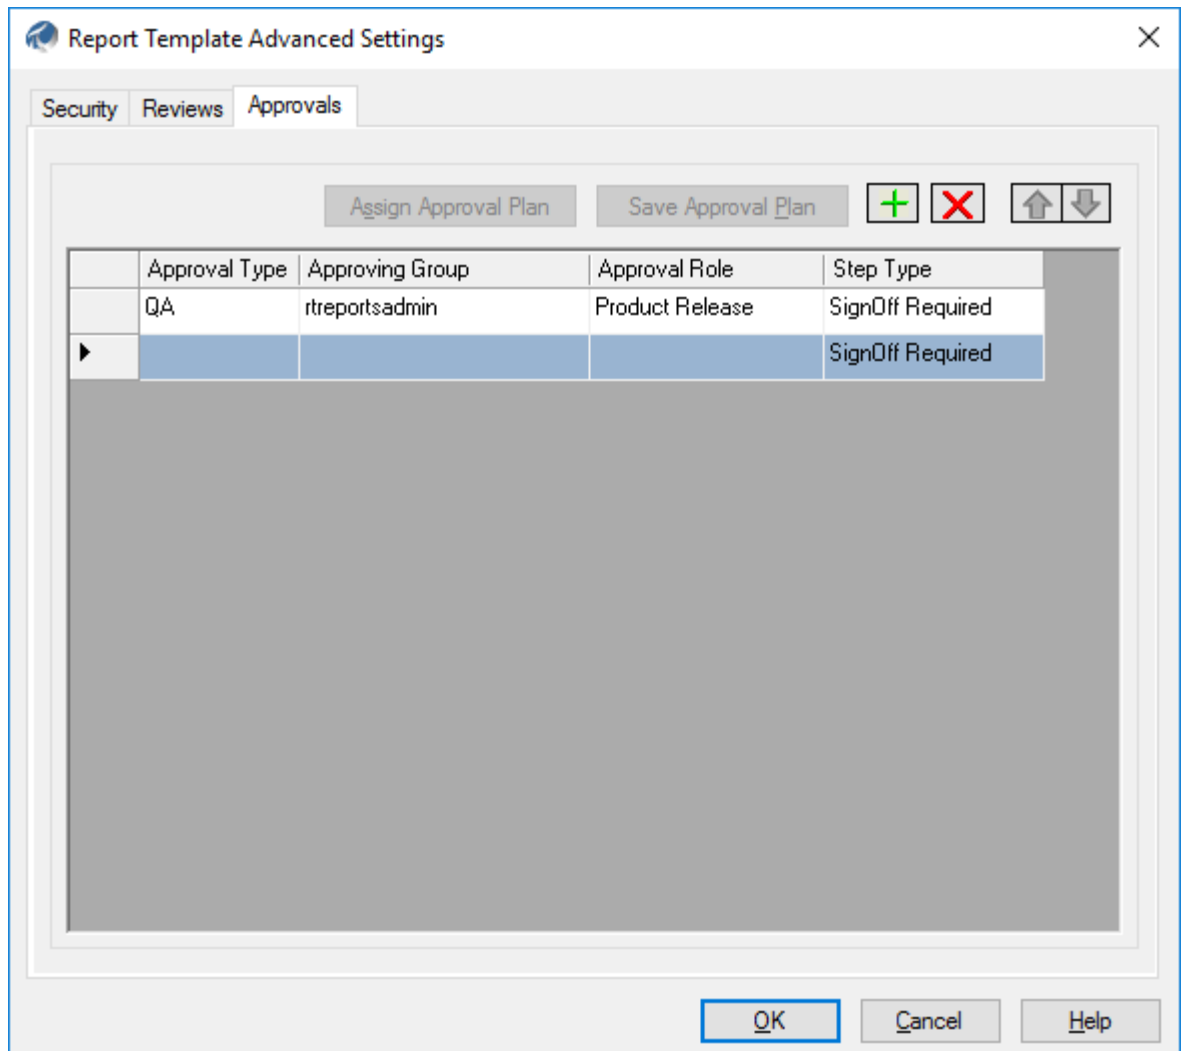 Report Template Advanced Settings
Security Reviews Approvals
Assign Approval Plan Save Approval Plan
Approval Type Approving Group Approval Role Step Type
QA rtreportsadmin Product Release SignOff Required
SignOff Required
OK Cancel Help